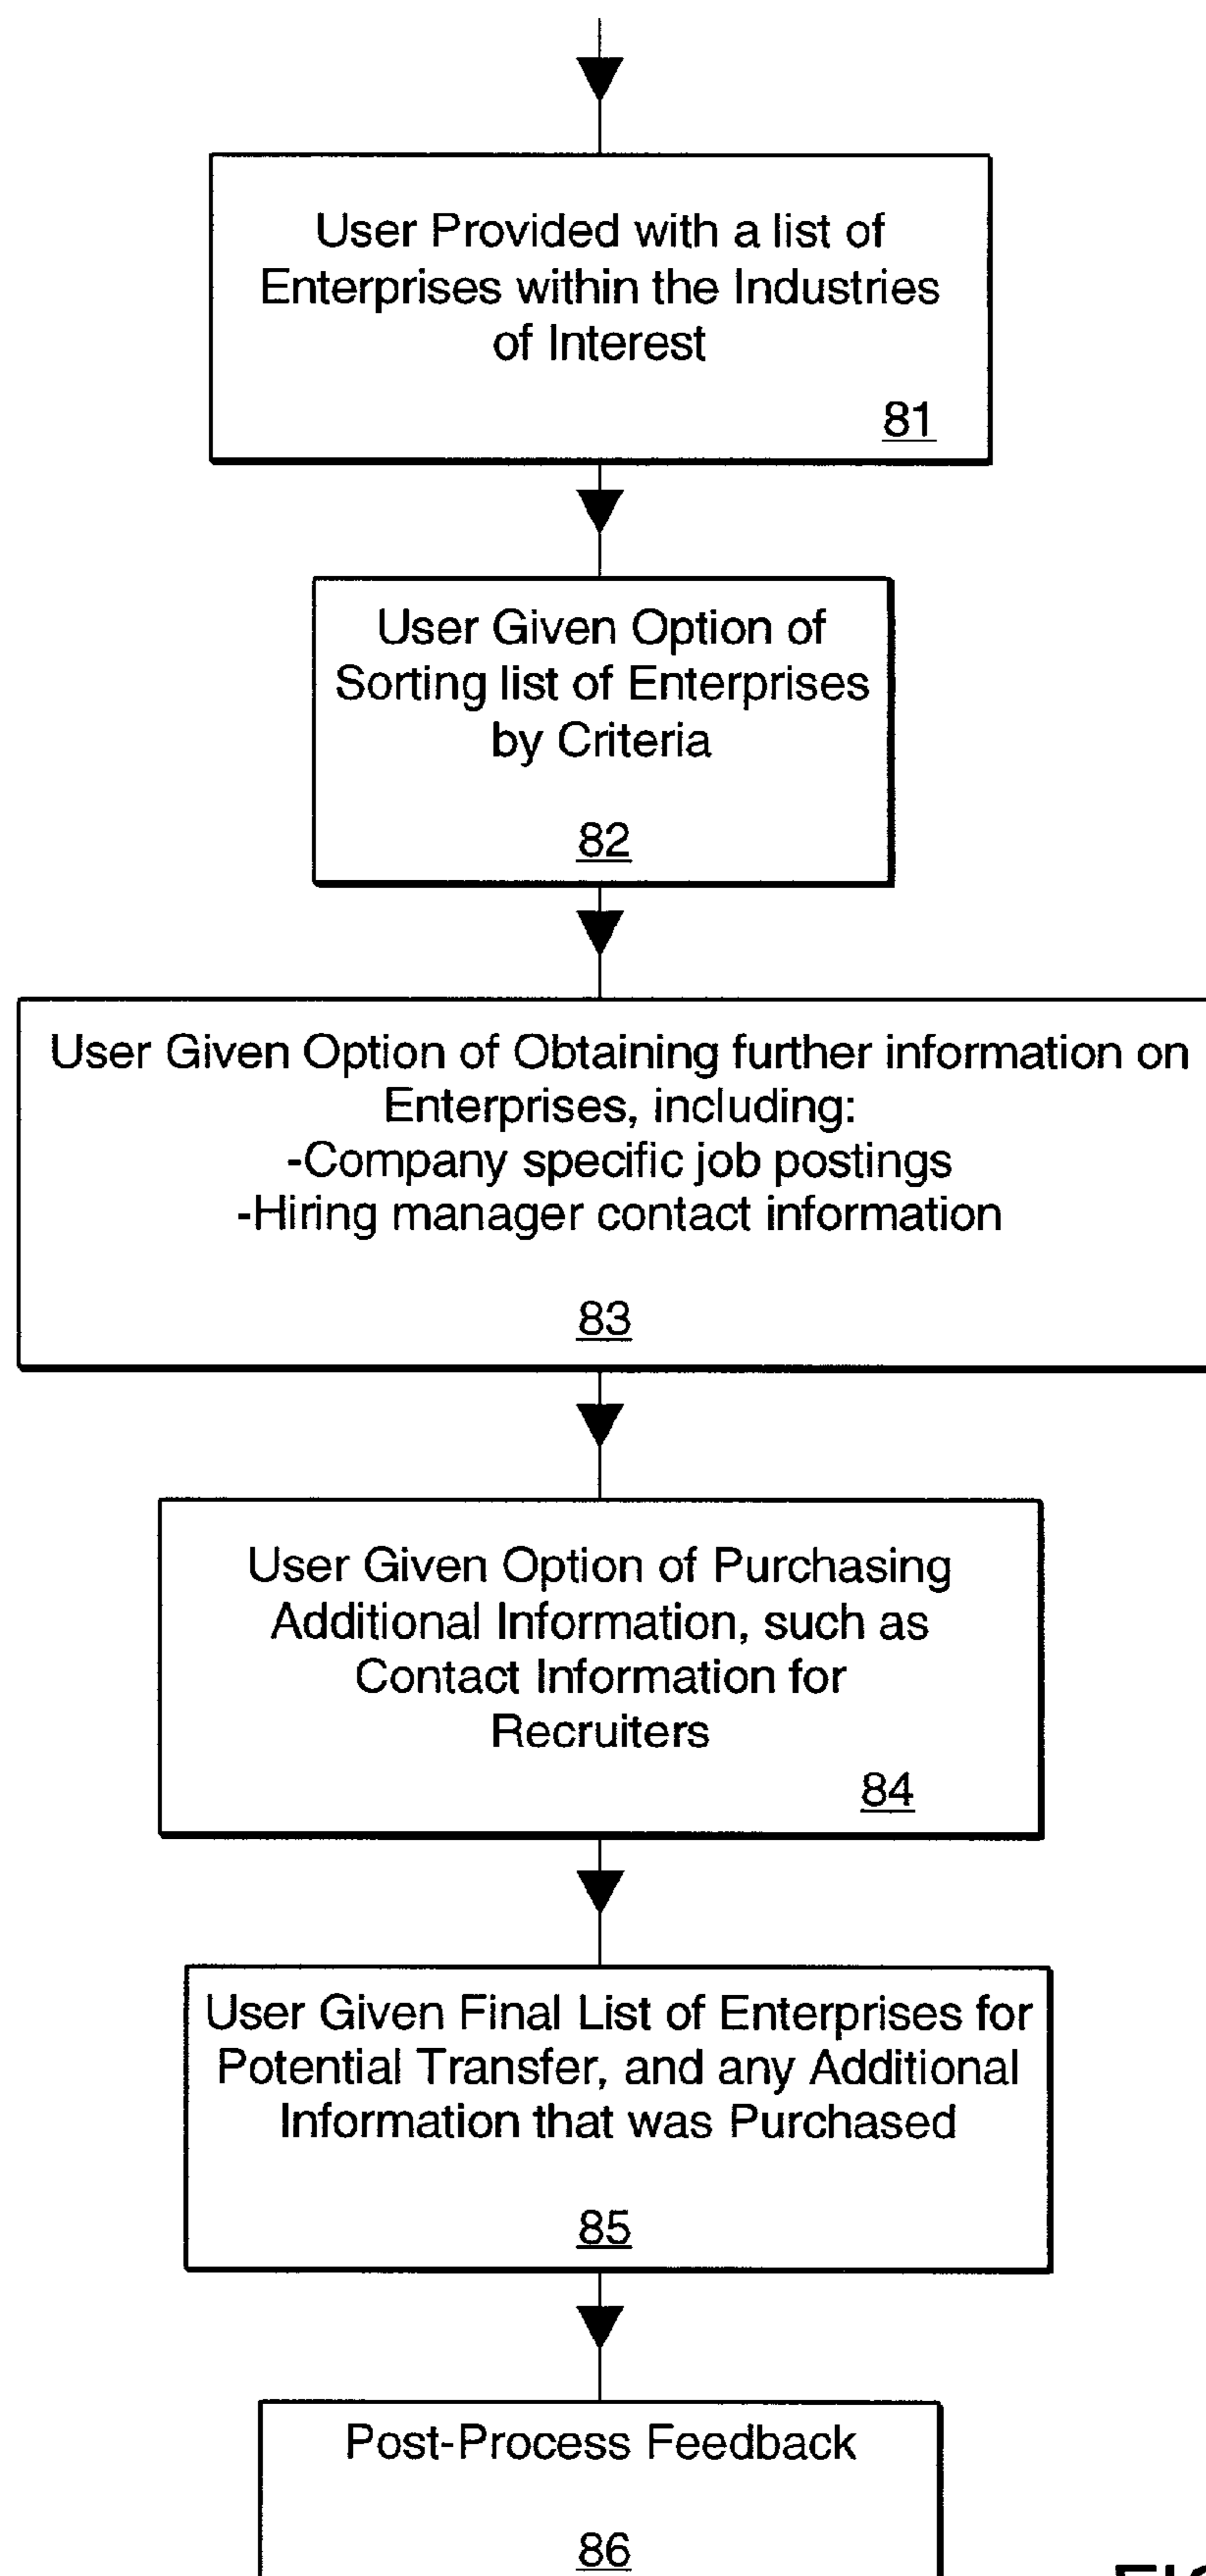 User Provided with a list of
Enterprises within the Industries
of Interest
81
User Given Option of
Sorting list of Enterprises
by Criteria
82
User Given Option of Obtaining further information on
Enterprises, including:
-Company specific job postings
-Hiring manager contact information
83
User Given Option of Purchasing
Additional Information, such as
Contact Information for
Recruiters
84
User Given Final List of Enterprises for
Potential Transfer, and any Additional
Information that was Purchased
85
Post-Process Feedback
86